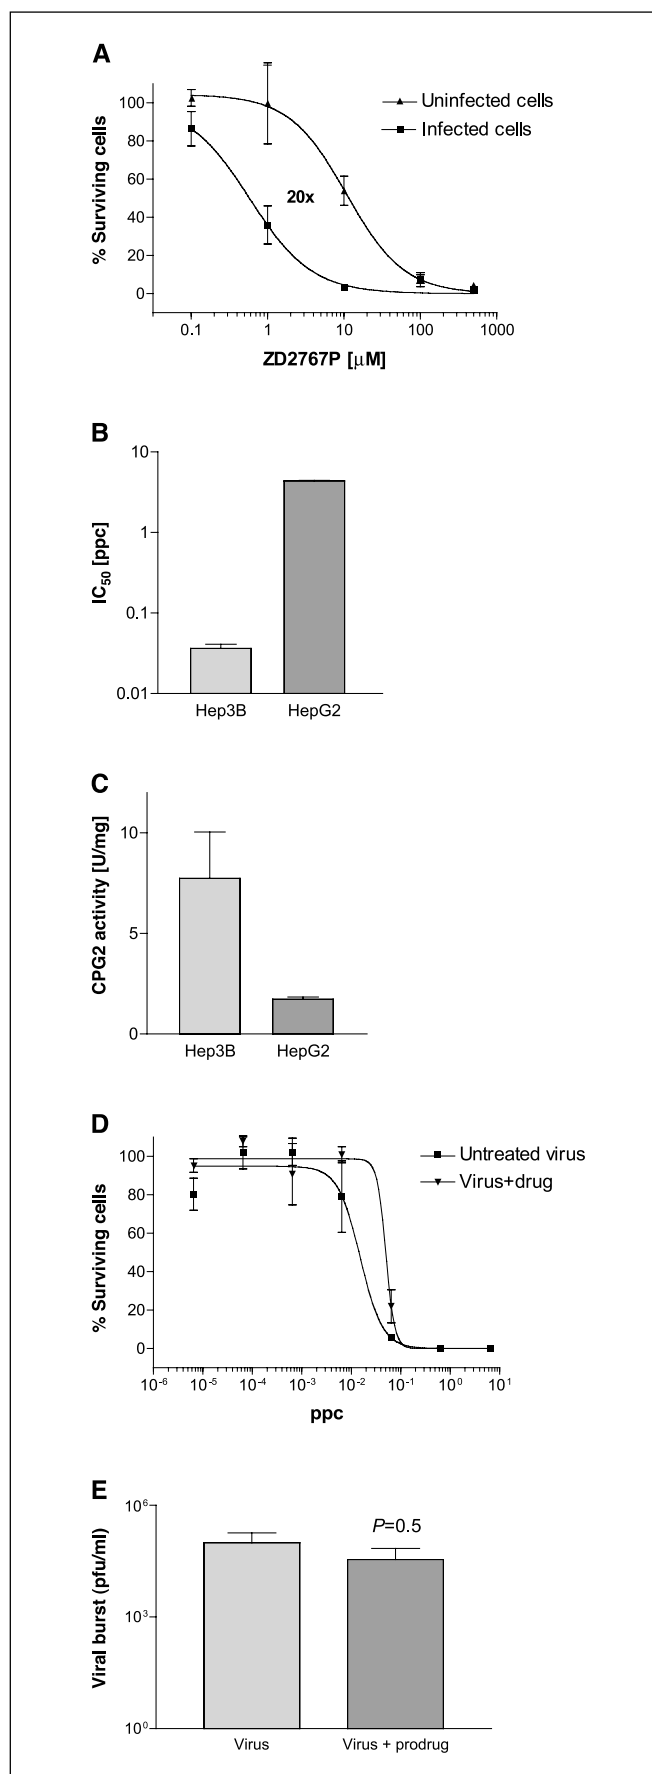 A
% Surviving cells
100
80
60
40
20
0
20x
Uninfected cells
Infected cells
0.1 1 10 100 1000
ZD2767P [μM]
B
IC50 [ppc]
10
1
0.1
0.01
Hep3B HepG2
C
CPG2 activity [U/mg]
10
5
0
Hep3B HepG2
D
% Surviving cells
100
80
60
40
20
0
Untreated virus
Virus+drug
10-6 10-5 10-4 10-3 10-2 10-1 100 101
ppc
E
Viral burst (pfu/ml)
106
103
100
P=0.5
Virus Virus + prodrug